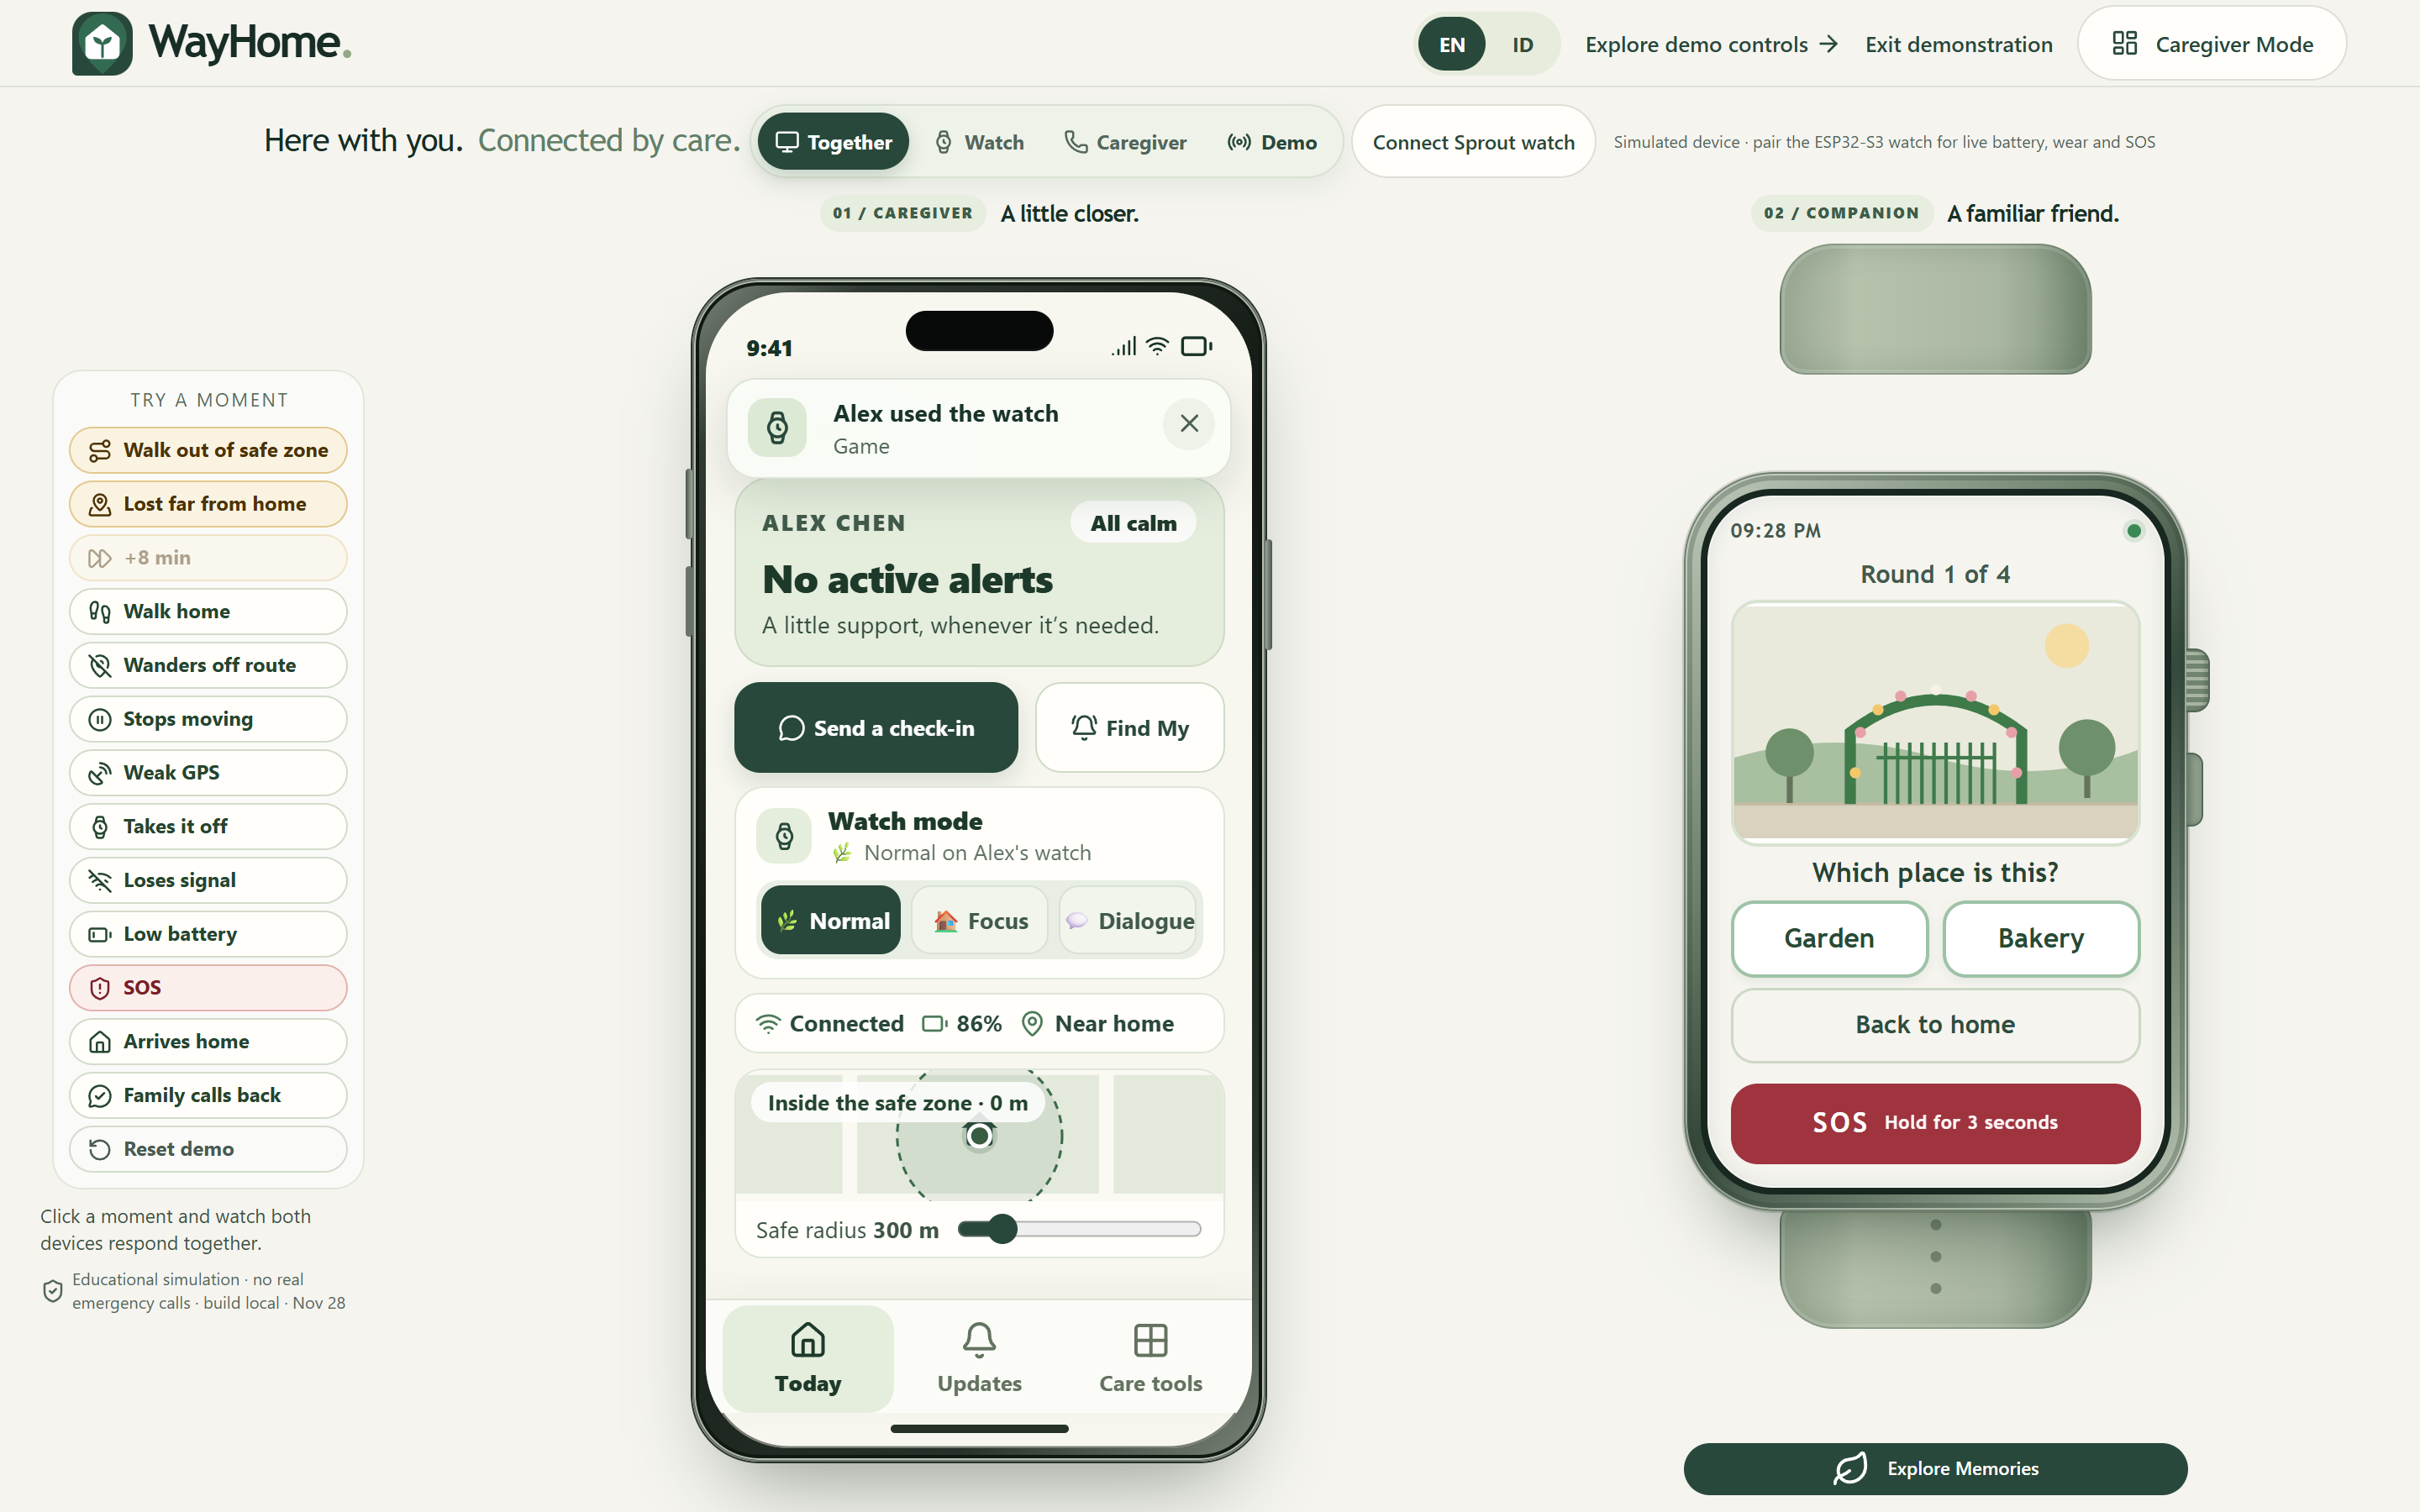 WayHome.
EN
ID
Explore demo controls →
Exit demonstration
Caregiver Mode
Here with you. Connected by care.
Together
Watch
Caregiver
Demo
Connect Sprout watch
Simulated device · pair the ESP32-S3 watch for live battery, wear and SOS
TRY A MOMENT
Walk out of safe zone
Lost far from home
+8 min
Walk home
Wanders off route
Stops moving
Weak GPS
Takes it off
Loses signal
Low battery
SOS
Arrives home
Family calls back
Reset demo
Click a moment and watch both
devices respond together.
Educational simulation · no real
emergency calls · build local · Nov 28
01 / CAREGIVER
A little closer.
9:41
Alex used the watch
Game
ALEX CHEN
All calm
No active alerts
A little support, whenever it’s needed.
Send a check-in
Find My
Watch mode
Normal on Alex's watch
Normal
Focus
Dialogue
Connected
86%
Near home
Inside the safe zone · 0 m
Safe radius 300 m
Today
Updates
Care tools
02 / COMPANION
A familiar friend.
09:28 PM
Round 1 of 4
Which place is this?
Garden
Bakery
Back to home
SOS Hold for 3 seconds
Explore Memories